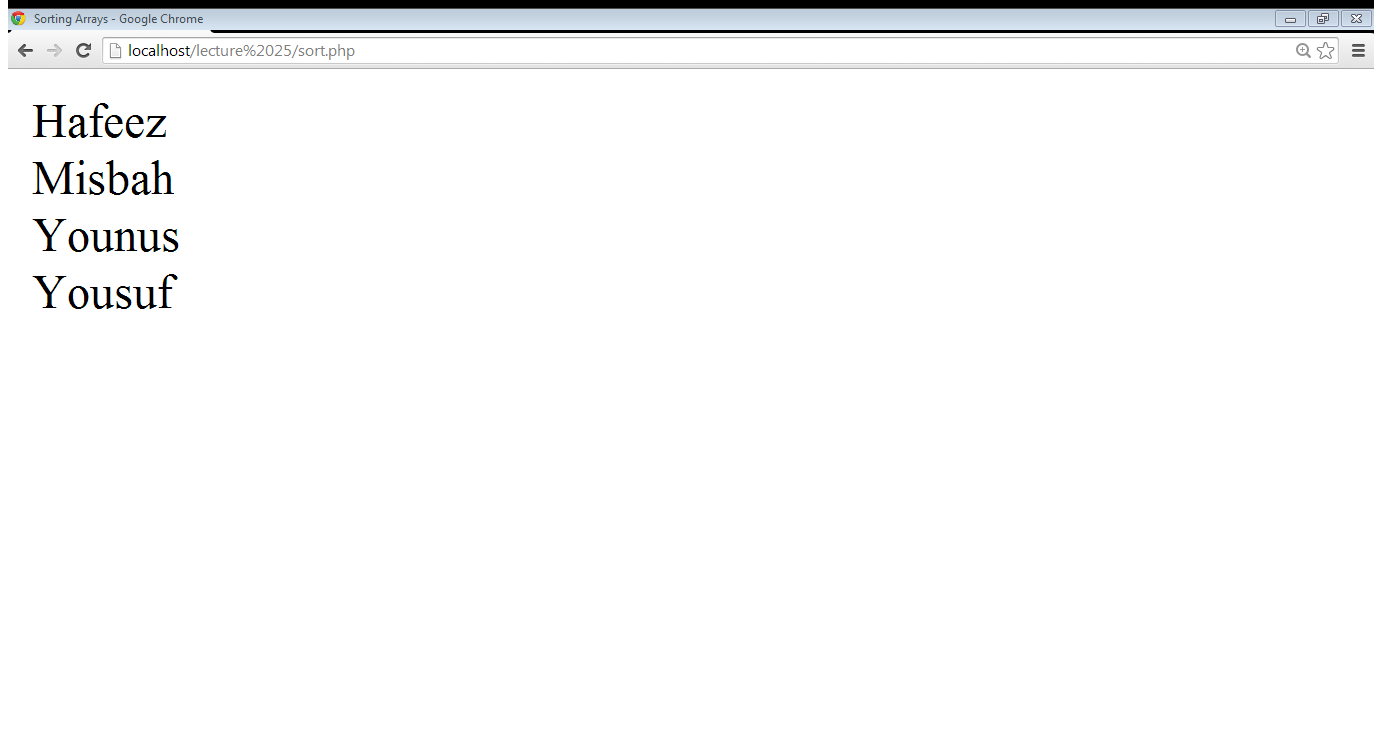 Sorting Arrays - Google Chrome
localhost/lecture%2025/sort.php
Hafeez
Misbah
Younus
Yousuf